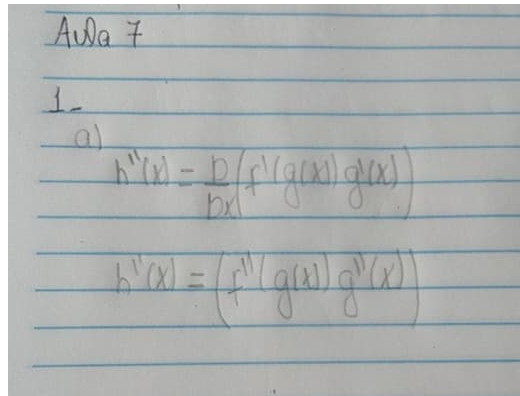 Aula 7
1-
a)
h''(x) = D/Dx (f'(g(x)) g'(x))
h''(x) = (f''(g(x)) g''(x))